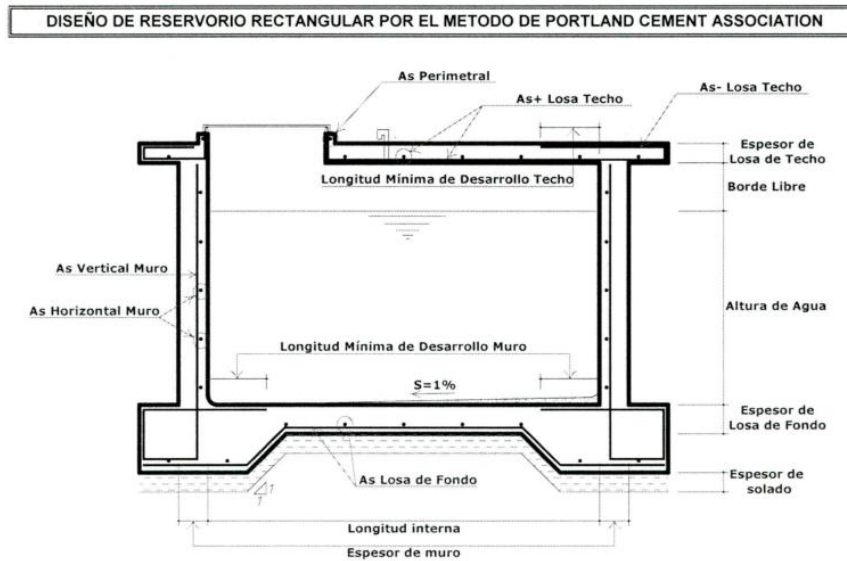 DISEÑO DE RESERVORIO RECTANGULAR POR EL METODO DE PORTLAND CEMENT ASSOCIATION
As Perimetral
As+ Losa Techo
As- Losa Techo
Espesor de
Losa de Techo
Longitud Mínima de Desarrollo Techo
Borde Libre
As Vertical Muro
As Horizontal Muro
Altura de Agua
Longitud Mínima de Desarrollo Muro
S=1%
Espesor de
Losa de Fondo
As Losa de Fondo
Espesor de
solado
1
1
Longitud interna
Espesor de muro